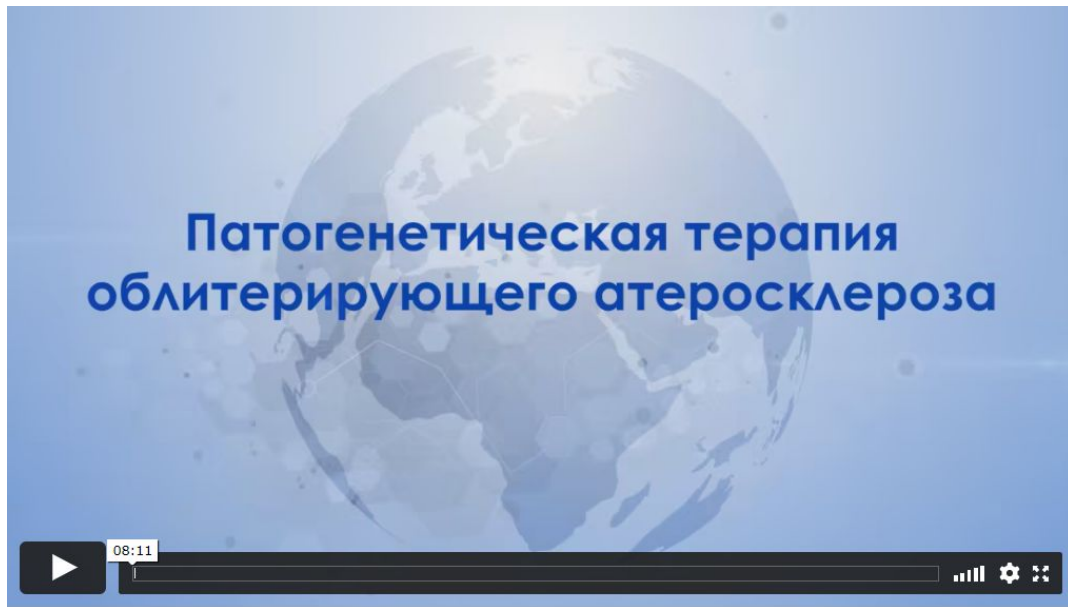 Патогенетическая терапия
облитерирующего атеросклероза
08:11